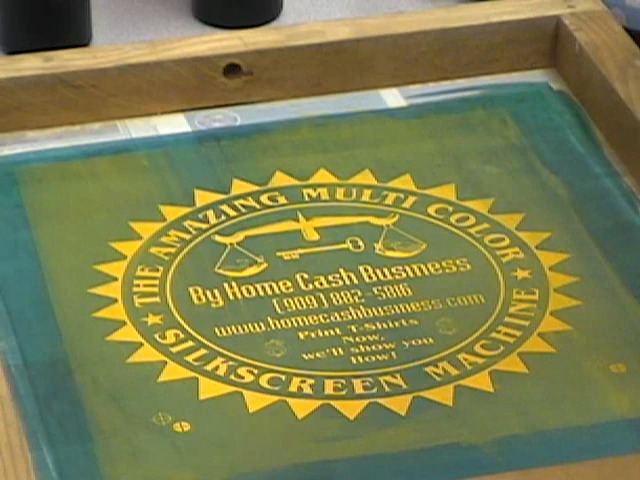 THE AMAZING MULTI COLOR
By Home Cash Business
(909) 882-5816
www.homecashbusiness.com
Print T-Shirts
Now,
we'll show you
How!
SILKSCREEN MACHINE